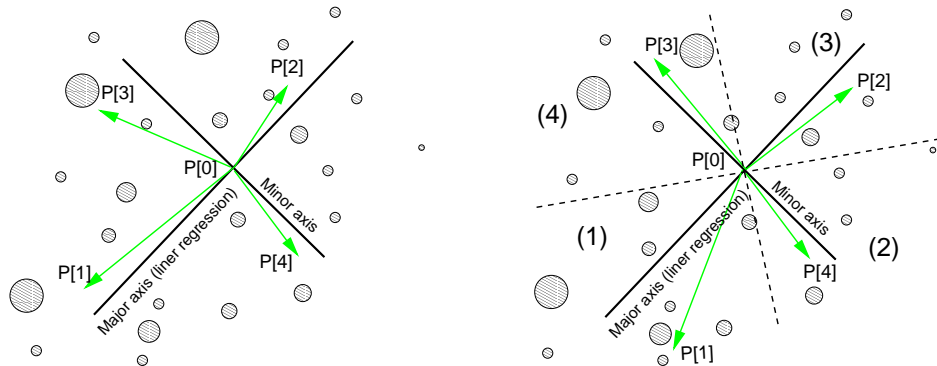 P[2]
P[3]
P[0]
Minor axis
P[1]
P[4]
Major axis (liner regression)
(3)
P[3]
P[2]
(4)
P[0]
Minor axis
(1)
(2)
P[4]
Major axis (liner regression)
P[1]